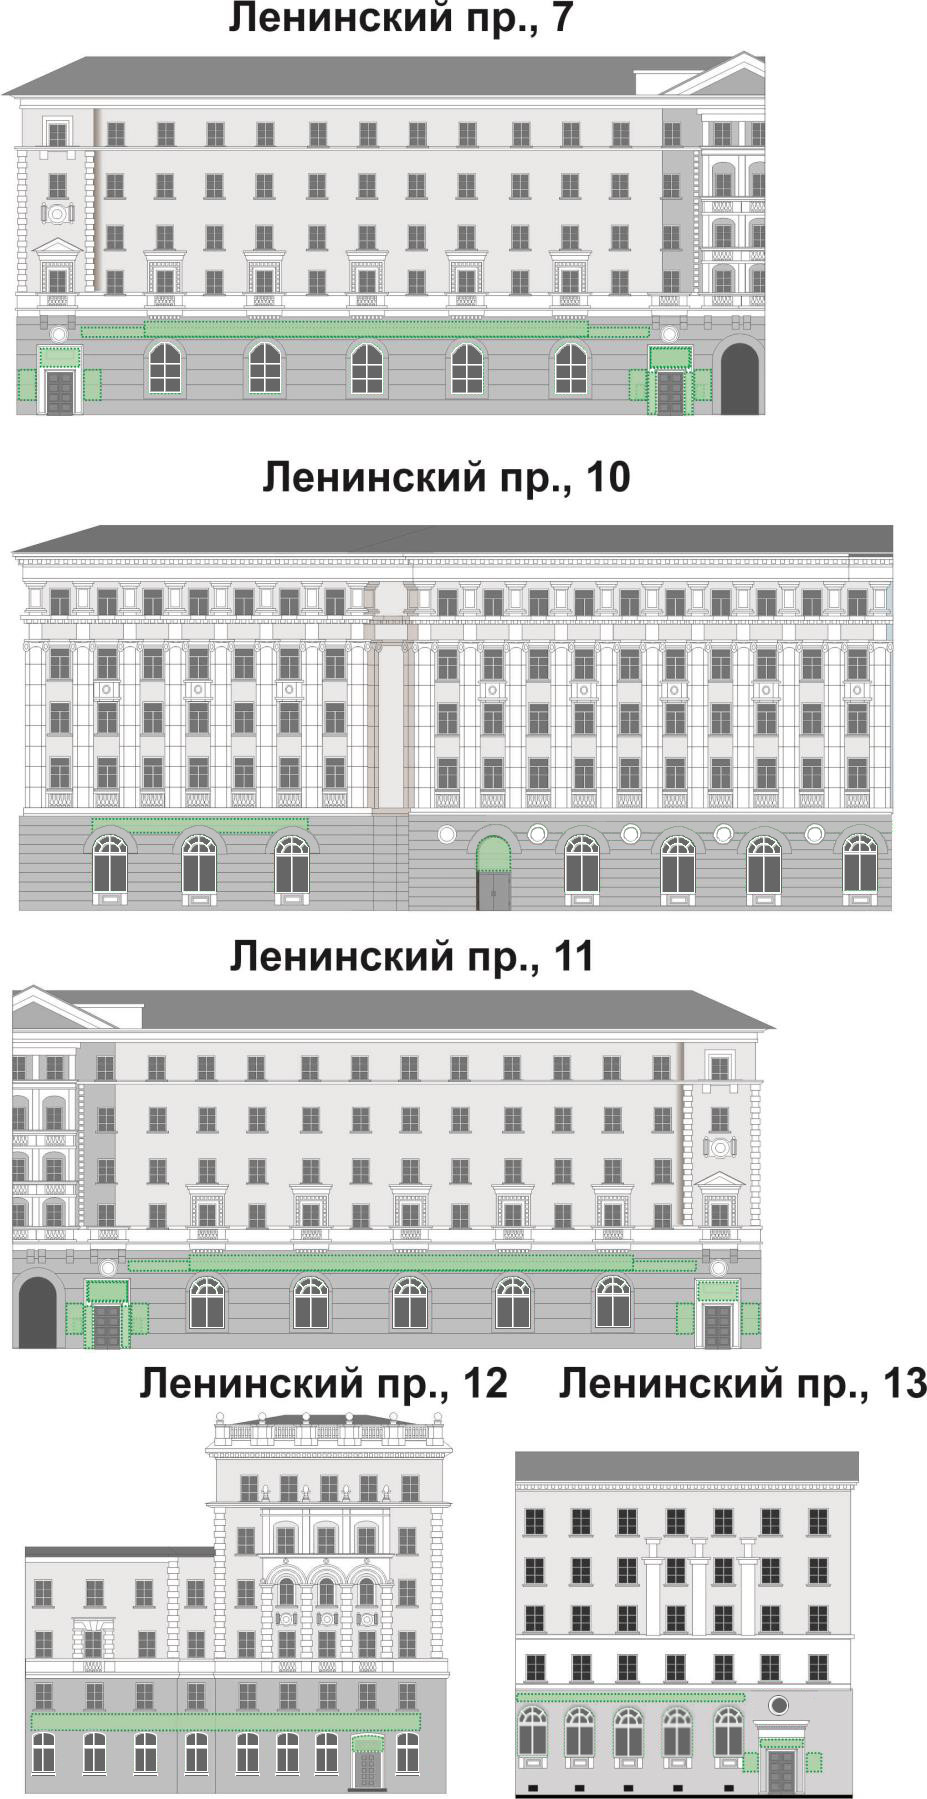 Ленинский пр., 7
Ленинский пр., 10
Ленинский пр., 11
Ленинский пр., 12
Ленинский пр., 13